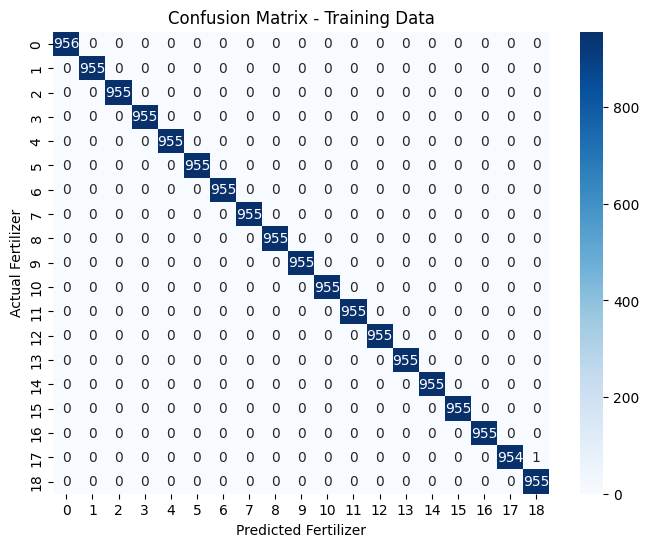 Confusion Matrix - Training Data
Actual Fertilizer
0 956 0 0 0 0 0 0 0 0 0 0 0 0 0 0 0 0 0 0
1 0 955 0 0 0 0 0 0 0 0 0 0 0 0 0 0 0 0 0
2 0 0 955 0 0 0 0 0 0 0 0 0 0 0 0 0 0 0 0
3 0 0 0 955 0 0 0 0 0 0 0 0 0 0 0 0 0 0 0
4 0 0 0 0 955 0 0 0 0 0 0 0 0 0 0 0 0 0 0
5 0 0 0 0 0 955 0 0 0 0 0 0 0 0 0 0 0 0 0
6 0 0 0 0 0 0 955 0 0 0 0 0 0 0 0 0 0 0 0
7 0 0 0 0 0 0 0 955 0 0 0 0 0 0 0 0 0 0 0
8 0 0 0 0 0 0 0 0 955 0 0 0 0 0 0 0 0 0 0
9 0 0 0 0 0 0 0 0 0 955 0 0 0 0 0 0 0 0 0
10 0 0 0 0 0 0 0 0 0 0 955 0 0 0 0 0 0 0 0
11 0 0 0 0 0 0 0 0 0 0 0 955 0 0 0 0 0 0 0
12 0 0 0 0 0 0 0 0 0 0 0 0 955 0 0 0 0 0 0
13 0 0 0 0 0 0 0 0 0 0 0 0 0 955 0 0 0 0 0
14 0 0 0 0 0 0 0 0 0 0 0 0 0 0 955 0 0 0 0
15 0 0 0 0 0 0 0 0 0 0 0 0 0 0 0 955 0 0 0
16 0 0 0 0 0 0 0 0 0 0 0 0 0 0 0 0 955 0 0
17 0 0 0 0 0 0 0 0 0 0 0 0 0 0 0 0 0 954 1
18 0 0 0 0 0 0 0 0 0 0 0 0 0 0 0 0 0 0 955
0 1 2 3 4 5 6 7 8 9 10 11 12 13 14 15 16 17 18
Predicted Fertilizer
800
600
400
200
0